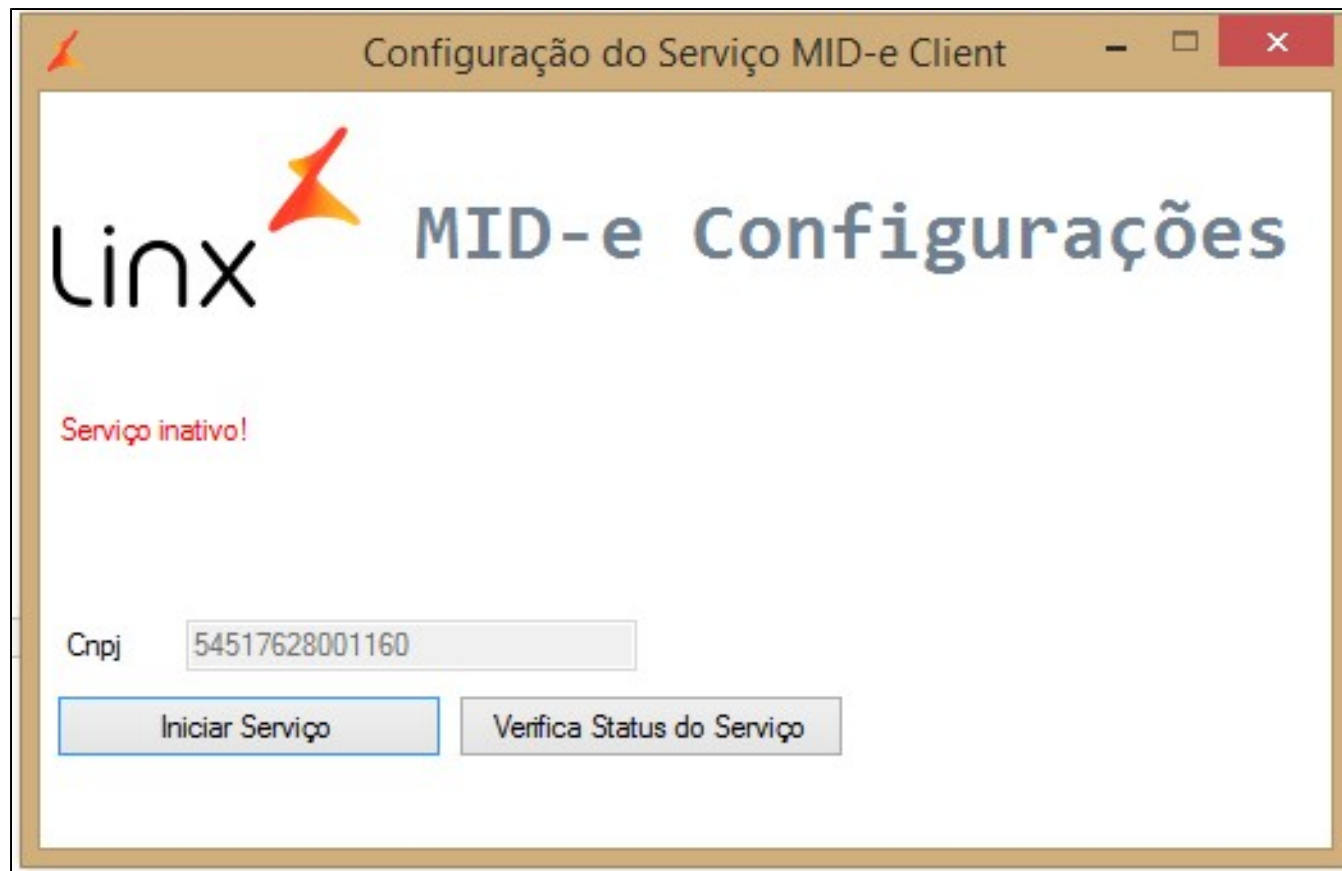 Configuração do Serviço MID-e Client
linx
MID-e Configurações
Serviço inativo!
Cnpj 54517628001160
Iniciar Serviço Verifica Status do Serviço